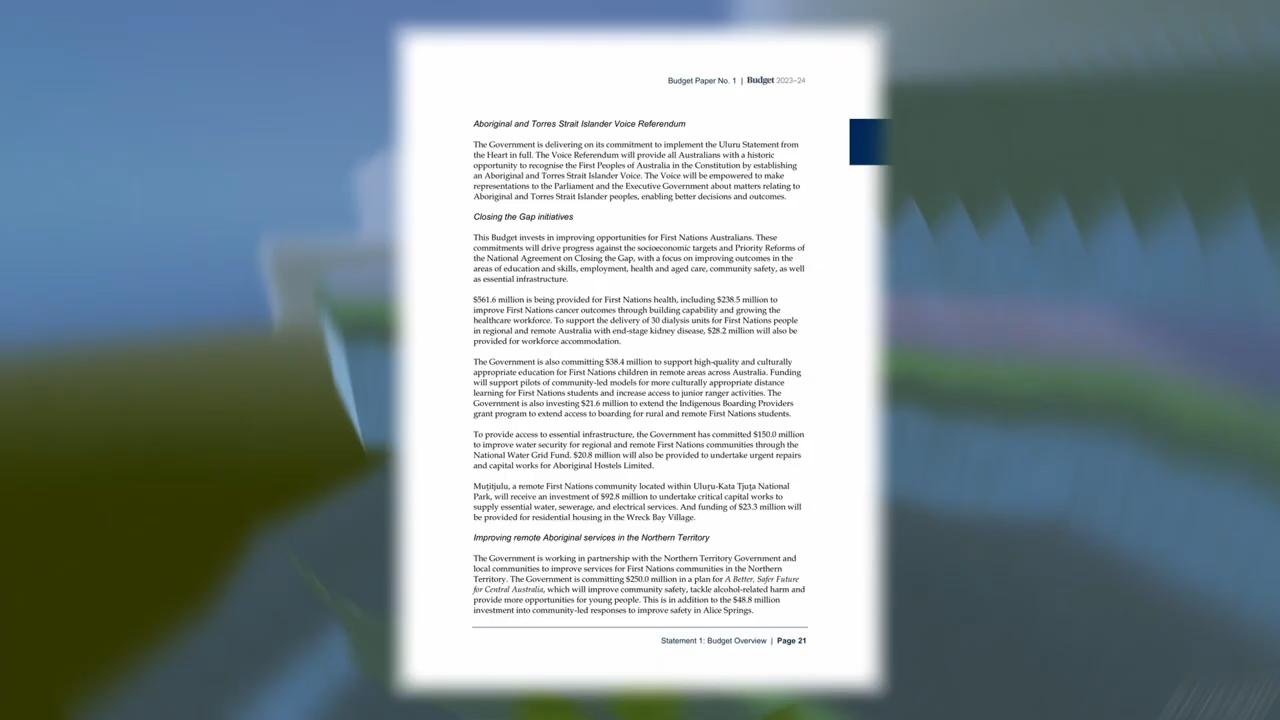 Budget Paper No. 1 | Budget 2023–24
Aboriginal and Torres Strait Islander Voice Referendum
The Government is delivering on its commitment to implement the Uluru Statement from
the Heart in full. The Voice Referendum will provide all Australians with a historic
opportunity to recognise the First Peoples of Australia in the Constitution by establishing
an Aboriginal and Torres Strait Islander Voice. The Voice will be empowered to make
representations to the Parliament and the Executive Government about matters relating to
Aboriginal and Torres Strait Islander peoples, enabling better decisions and outcomes.
Closing the Gap initiatives
This Budget invests in improving opportunities for First Nations Australians. These
commitments will drive progress against the socioeconomic targets and Priority Reforms of
the National Agreement on Closing the Gap, with a focus on improving outcomes in the
areas of education and skills, employment, health and aged care, community safety, as well
as essential infrastructure.
$561.6 million is being provided for First Nations health, including $238.5 million to
improve First Nations cancer outcomes through building capability and growing the
healthcare workforce. To support the delivery of 30 dialysis units for First Nations people
in regional and remote Australia with end-stage kidney disease, $28.2 million will also be
provided for workforce accommodation.
The Government is also committing $38.4 million to support high-quality and culturally
appropriate education for First Nations children in remote areas across Australia. Funding
will support pilots of community-led models for more culturally appropriate distance
learning for First Nations students and increase access to junior ranger activities. The
Government is also investing $21.6 million to extend the Indigenous Boarding Providers
grant program to extend access to boarding for rural and remote First Nations students.
To provide access to essential infrastructure, the Government has committed $150.0 million
to improve water security for regional and remote First Nations communities through the
National Water Grid Fund. $20.8 million will also be provided to undertake urgent repairs
and capital works for Aboriginal Hostels Limited.
Muṯitjulu, a remote First Nations community located within Uluṟu-Kata Tjuṯa National
Park, will receive an investment of $92.8 million to undertake critical capital works to
supply essential water, sewerage, and electrical services. And funding of $23.3 million will
be provided for residential housing in the Wreck Bay Village.
Improving remote Aboriginal services in the Northern Territory
The Government is working in partnership with the Northern Territory Government and
local communities to improve services for First Nations communities in the Northern
Territory. The Government is committing $250.0 million in a plan for A Better, Safer Future
for Central Australia, which will improve community safety, tackle alcohol-related harm and
provide more opportunities for young people. This is in addition to the $48.8 million
investment into community-led responses to improve safety in Alice Springs.
Statement 1: Budget Overview | Page 21